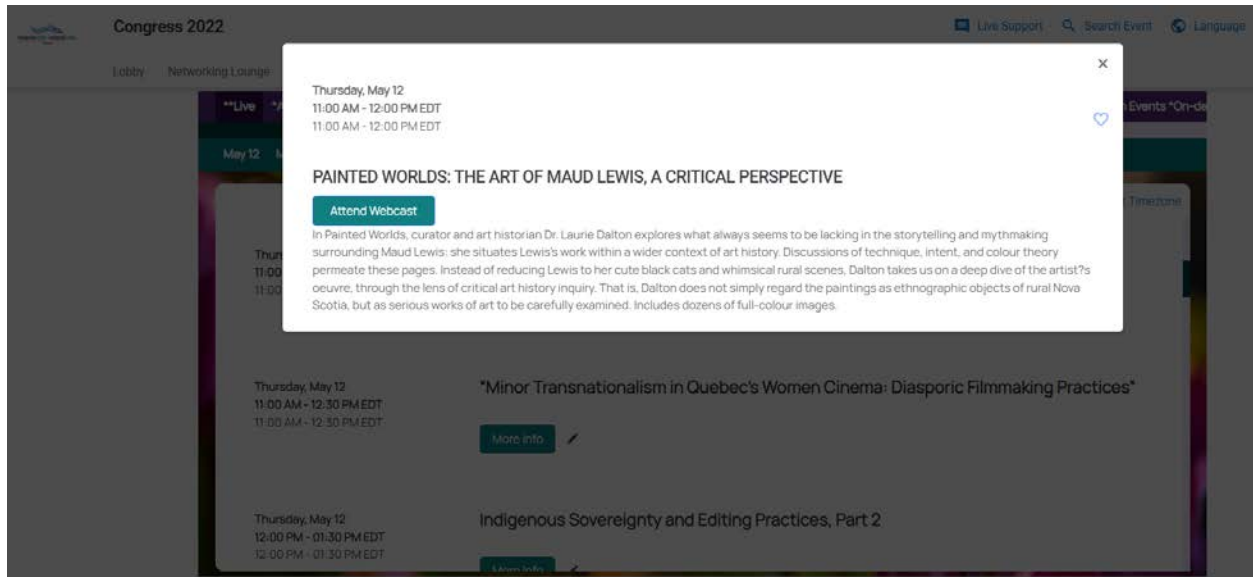 Congress 2022
Live Support
Search Event
Language
Lobby
Networking Lounge
Thursday, May 12
11:00 AM - 12:00 PM EDT
11:00 AM - 12:00 PM EDT
**Live
Events *On-de
May 12
PAINTED WORLDS: THE ART OF MAUD LEWIS, A CRITICAL PERSPECTIVE
Attend Webcast
Timezone
In Painted Worlds, curator and art historian Dr. Laurie Dalton explores what always seems to be lacking in the storytelling and mythmaking
surrounding Maud Lewis: she situates Lewis's work within a wider context of art history. Discussions of technique, intent, and colour theory
permeate these pages. Instead of reducing Lewis to her cute black cats and whimsical rural scenes, Dalton takes us on a deep dive of the artist?s
oeuvre, through the lens of critical art history inquiry. That is, Dalton does not simply regard the paintings as ethnographic objects of rural Nova
Scotia, but as serious works of art to be carefully examined. Includes dozens of full-colour images.
Thurs
11:00
11:00
Thursday, May 12
11:00 AM - 12:30 PM EDT
11:00 AM - 12:30 PM EDT
"Minor Transnationalism in Quebec's Women Cinema: Diasporic Filmmaking Practices"
More info
Thursday, May 12
12:00 PM - 01:30 PM EDT
12:00 PM - 01:30 PM EDT
Indigenous Sovereignty and Editing Practices, Part 2
More info